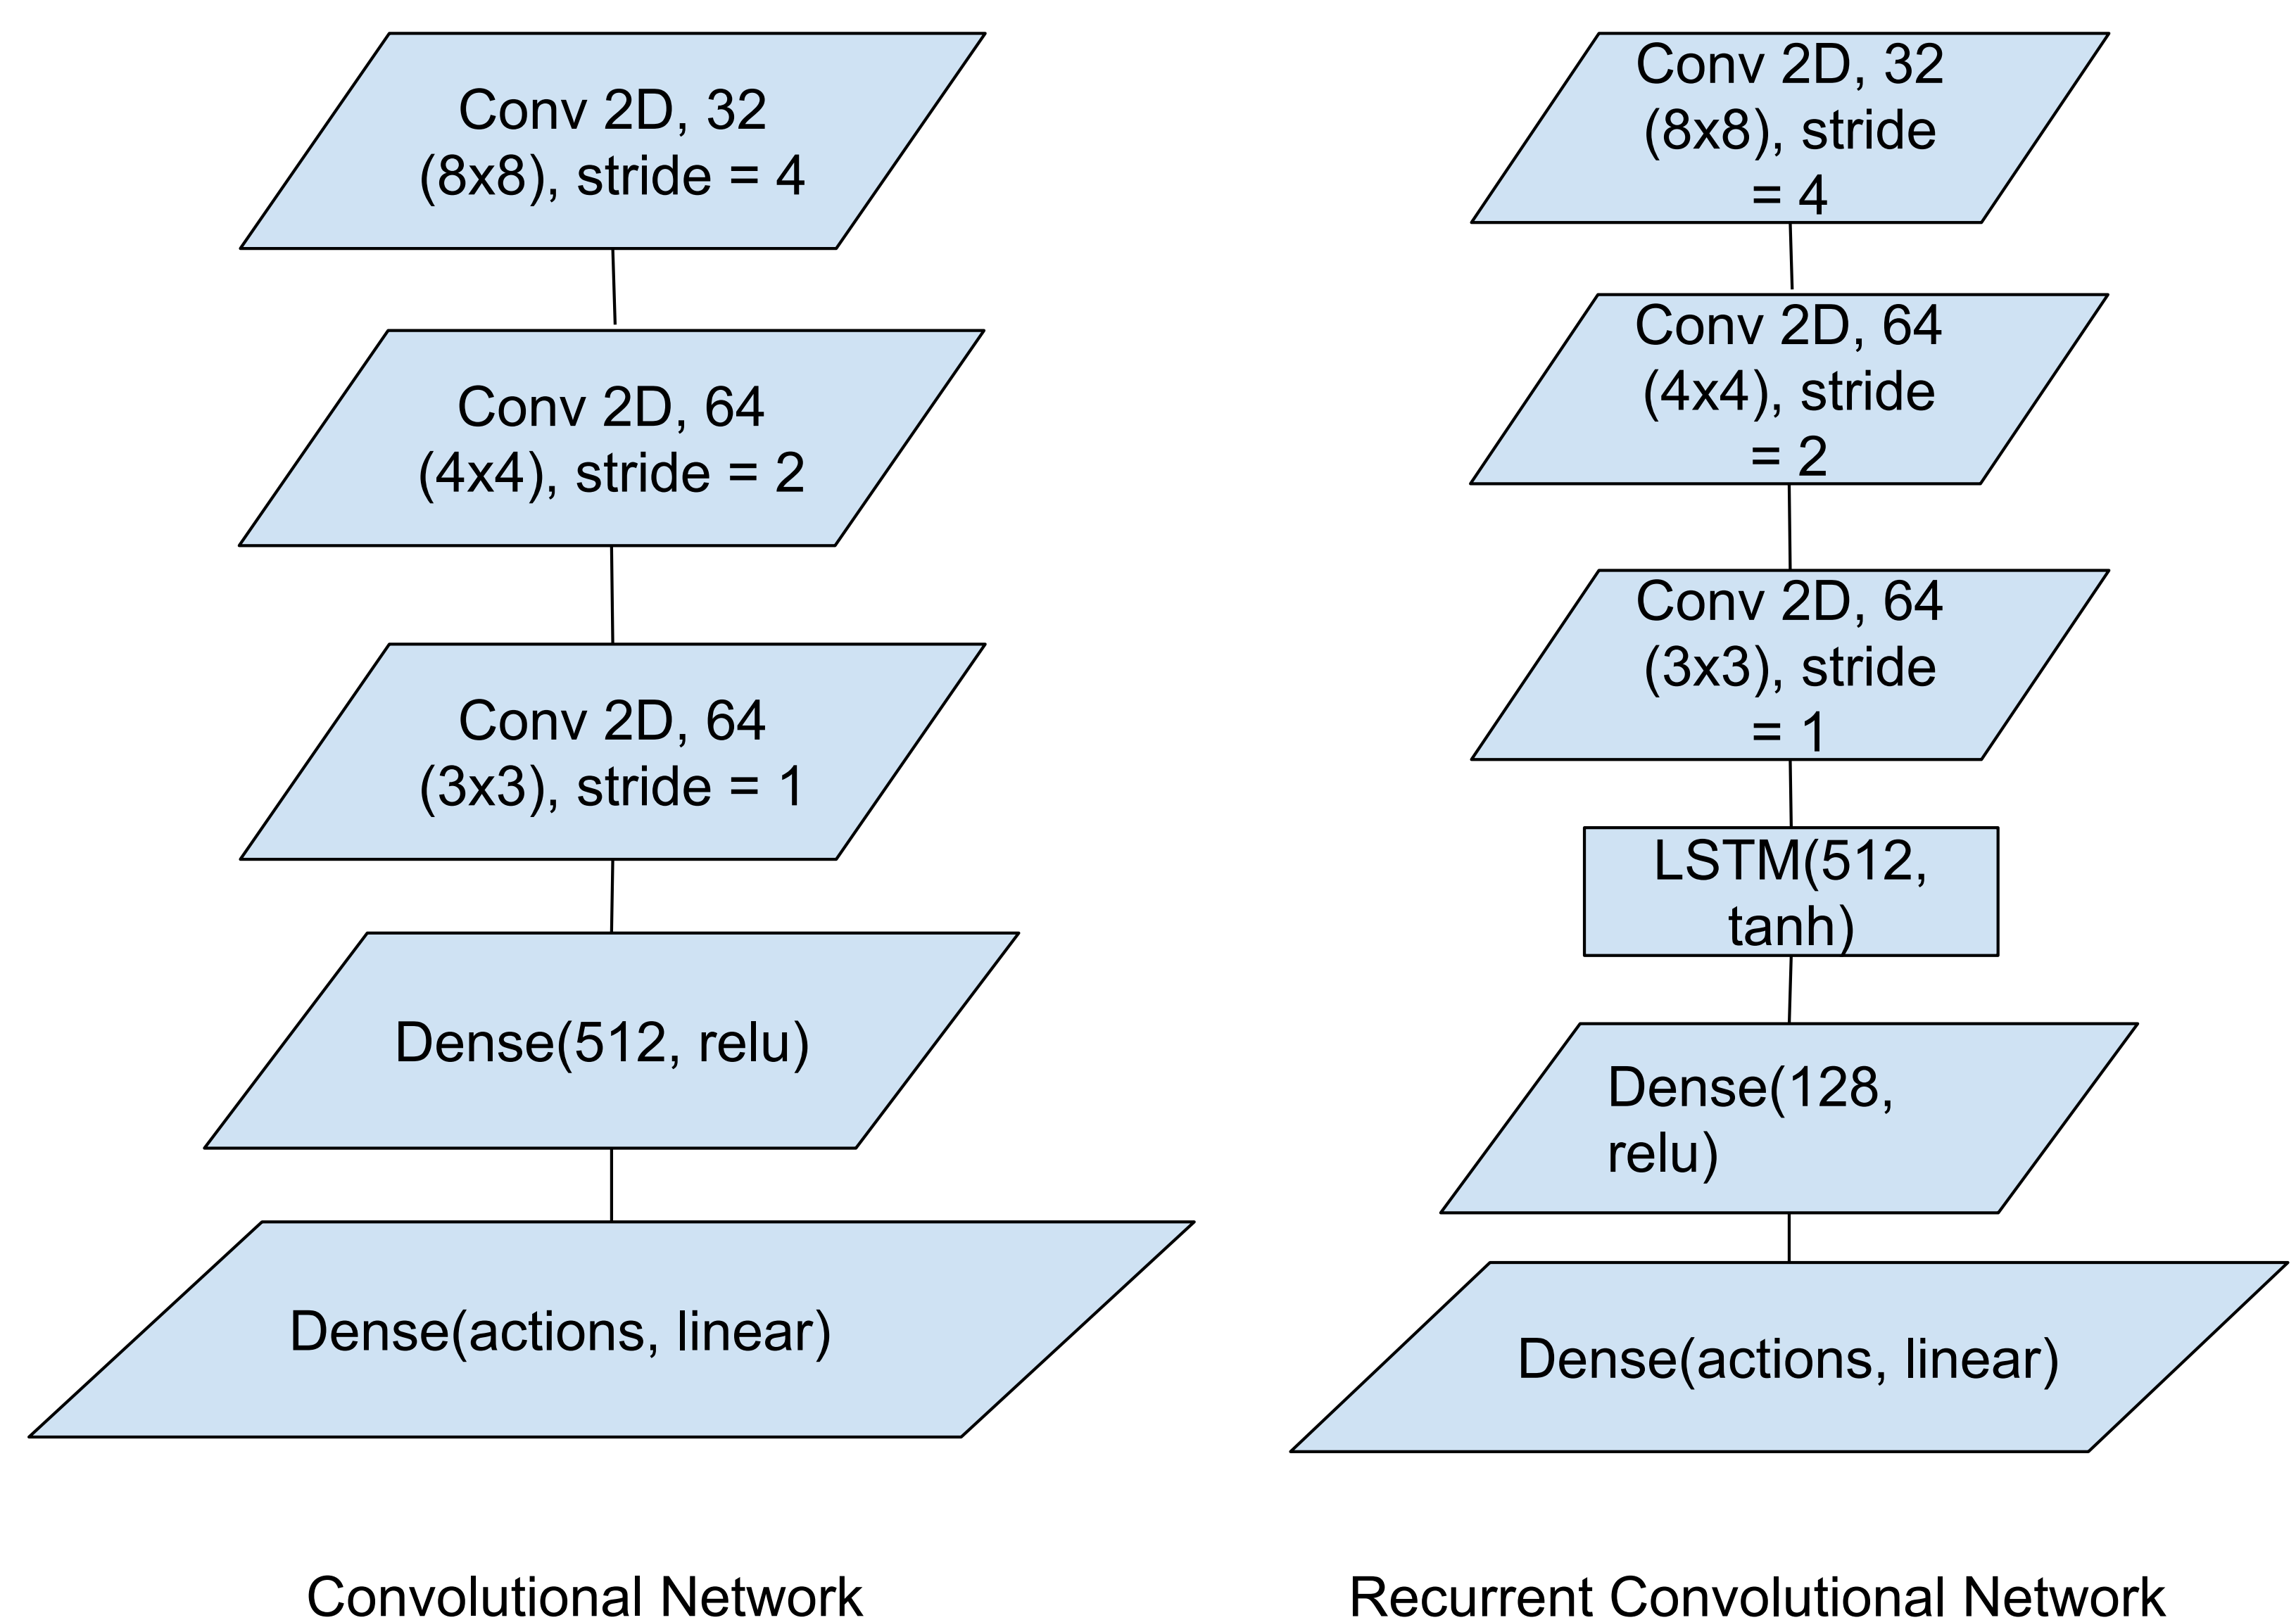 Conv 2D, 32
(8x8), stride = 4
Conv 2D, 64
(4x4), stride = 2
Conv 2D, 64
(3x3), stride = 1
Dense(512, relu)
Dense(actions, linear)
Convolutional Network
Conv 2D, 32
(8x8), stride
= 4
Conv 2D, 64
(4x4), stride
= 2
Conv 2D, 64
(3x3), stride
= 1
LSTM(512,
tanh)
Dense(128,
relu)
Dense(actions, linear)
Recurrent Convolutional Network